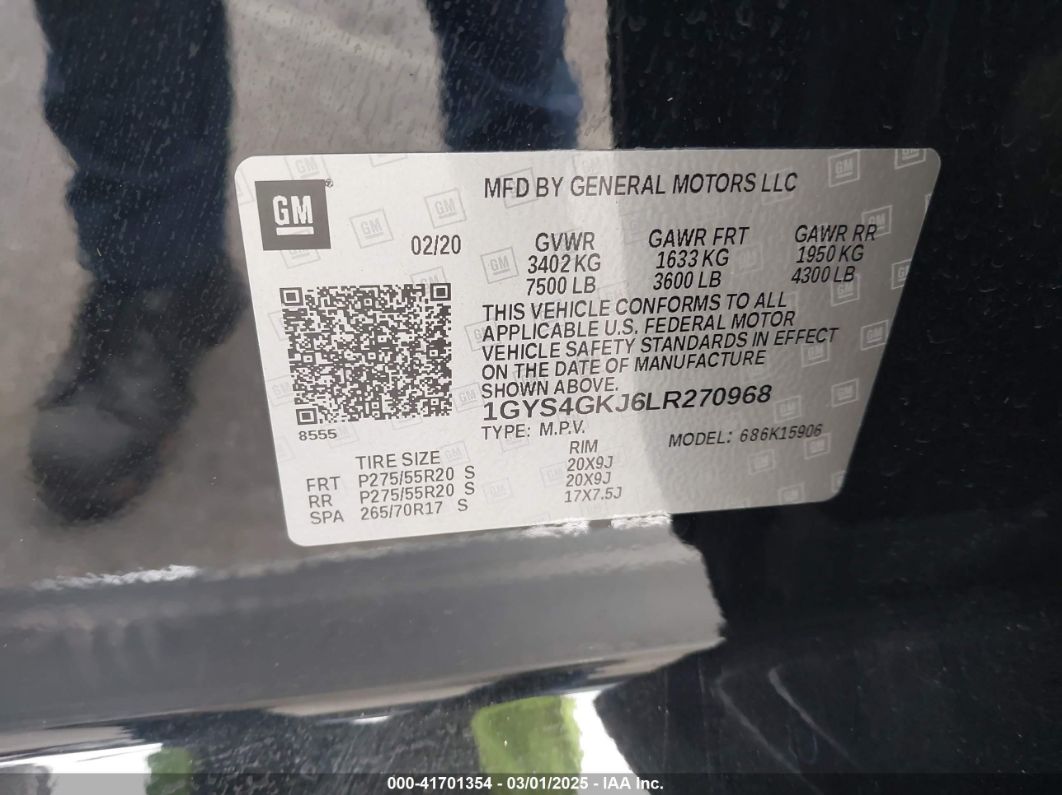 GM
MFD BY GENERAL MOTORS LLC
02/20
GVWR
3402 KG
7500 LB
GAWR FRT
1633 KG
3600 LB
GAWR RR
1950 KG
4300 LB
THIS VEHICLE CONFORMS TO ALL
APPLICABLE U.S. FEDERAL MOTOR
VEHICLE SAFETY STANDARDS IN EFFECT
ON THE DATE OF MANUFACTURE
SHOWN ABOVE.
1GYS4GKJ6LR270968
TYPE: M.P.V.
MODEL: 686K15906
8555
TIRE SIZE
RIM
FRT P275/55R20 S 20X9J
RR P275/55R20 S 20X9J
SPA 265/70R17 S 17X7.5J
000-41701354 - 03/01/2025 - IAA Inc.